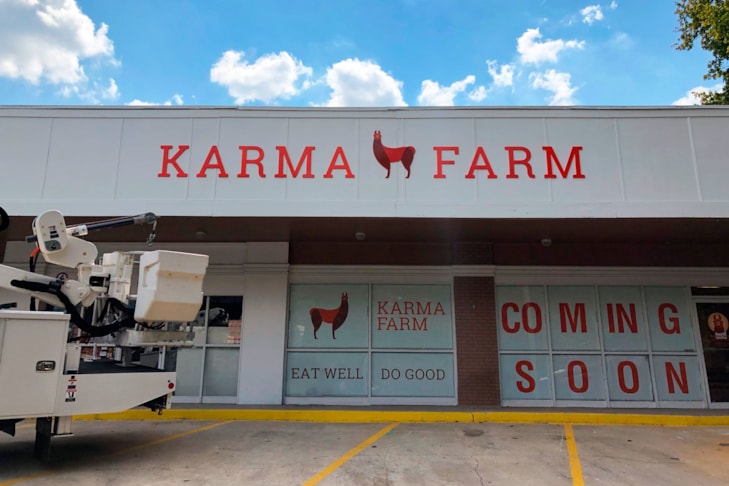 KARMA FARM
KARMA
FARM
EAT WELL DO GOOD
COMING
SOON